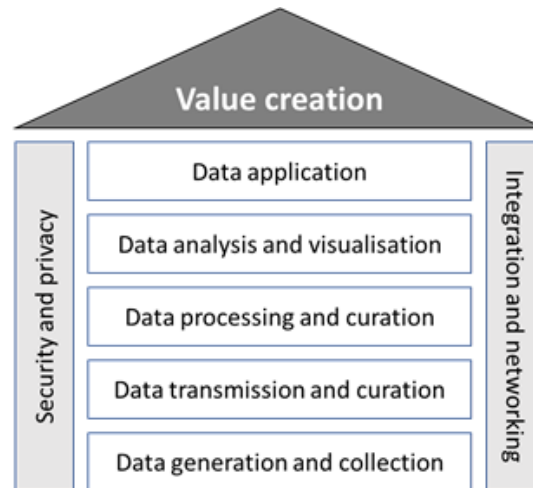 Value creation
Security and privacy
Data application
Data analysis and visualisation
Data processing and curation
Data transmission and curation
Data generation and collection
Integration and networking